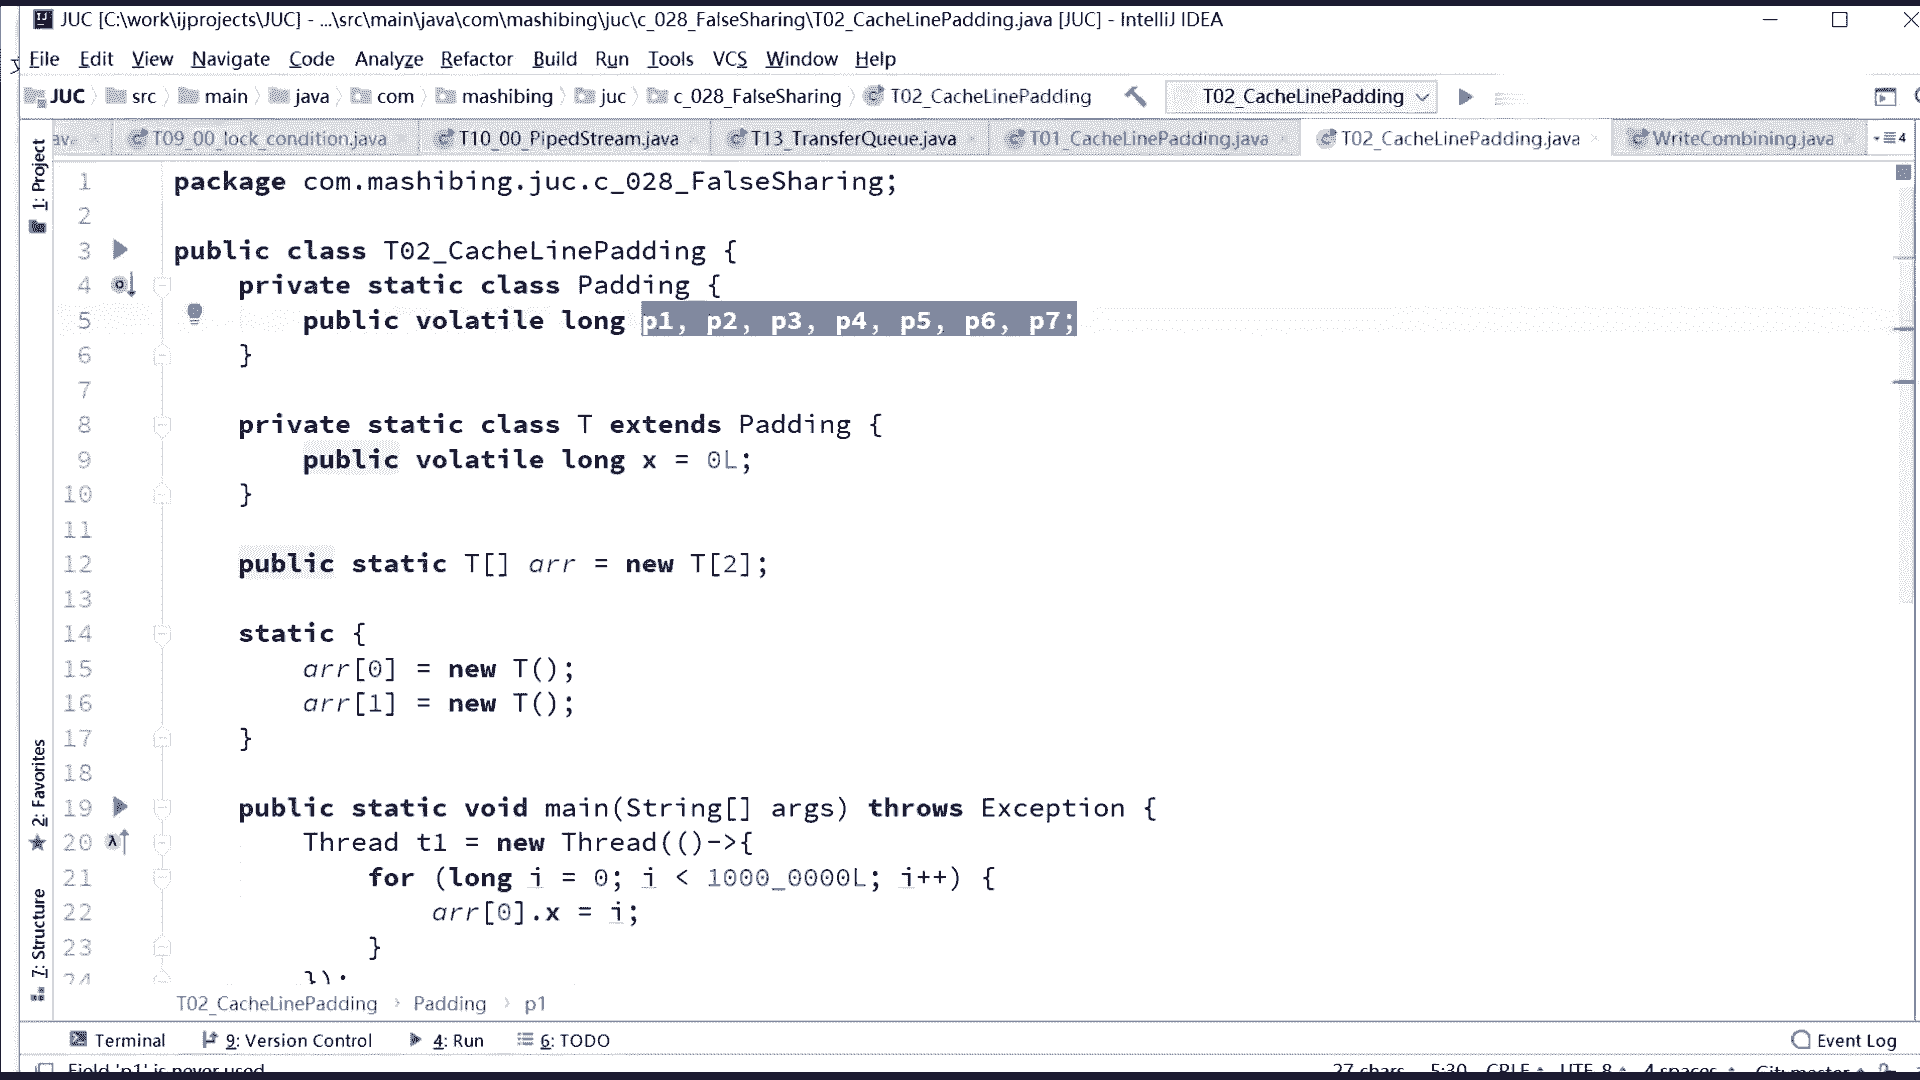 JUC [C:\work\ijprojects\JUC] - ...\src\main\java\com\mashibing\juc\c_028_FalseSharing\T02_CacheLinePadding.java [JUC] - IntelliJ IDEA
File Edit View Navigate Code Analyze Refactor Build Run Tools VCS Window Help
JUC src main java com mashibing juc c_028_FalseSharing T02_CacheLinePadding T02_CacheLinePadding
T09_00_lock_condition.java T10_00_PipedStream.java T13_TransferQueue.java T01_CacheLinePadding.java T02_CacheLinePadding.java WriteCombining.java 4
1: Project
2: Favorites
7: Structure
1 package com.mashibing.juc.c_028_FalseSharing;
2
3 public class T02_CacheLinePadding {
4 private static class Padding {
5 public volatile long p1, p2, p3, p4, p5, p6, p7;
6 }
7
8 private static class T extends Padding {
9 public volatile long x = 0L;
10 }
11
12 public static T[] arr = new T[2];
13
14 static {
15 arr[0] = new T();
16 arr[1] = new T();
17 }
18
19 public static void main(String[] args) throws Exception {
20 Thread t1 = new Thread(()->{
21 for (long i = 0; i < 1000_0000L; i++) {
22 arr[0].x = i;
23 }
24 });
T02_CacheLinePadding › Padding › p1
Terminal 9: Version Control 4: Run 6: TODO Event Log
Field 'p1' is never used 27 chars 5:30 CRLF UTF-8 4 spaces Git: master